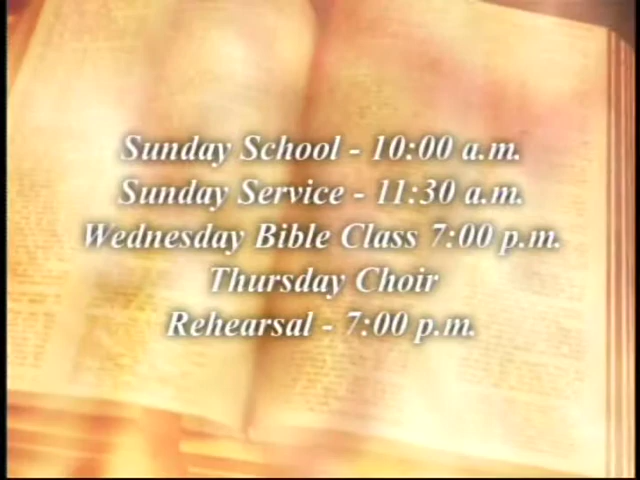 Sunday School - 10:00 a.m.
Sunday Service - 11:30 a.m.
Wednesday Bible Class 7:00 p.m.
Thursday Choir
Rehearsal - 7:00 p.m.